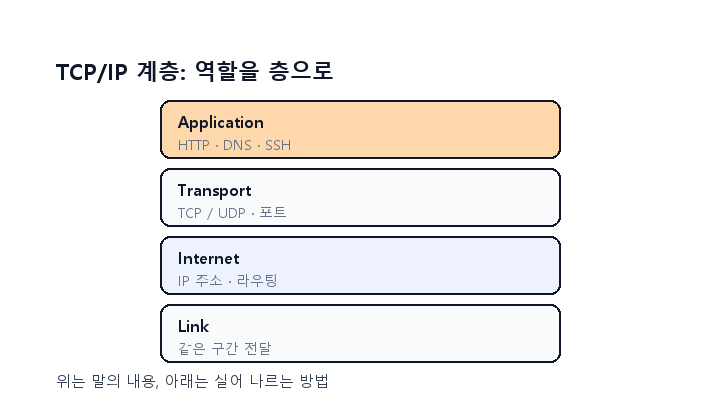 TCP/IP 계층: 역할을 층으로
Application
HTTP · DNS · SSH
Transport
TCP / UDP · 포트
Internet
IP 주소 · 라우팅
Link
같은 구간 전달
위는 말의 내용, 아래는 실어 나르는 방법